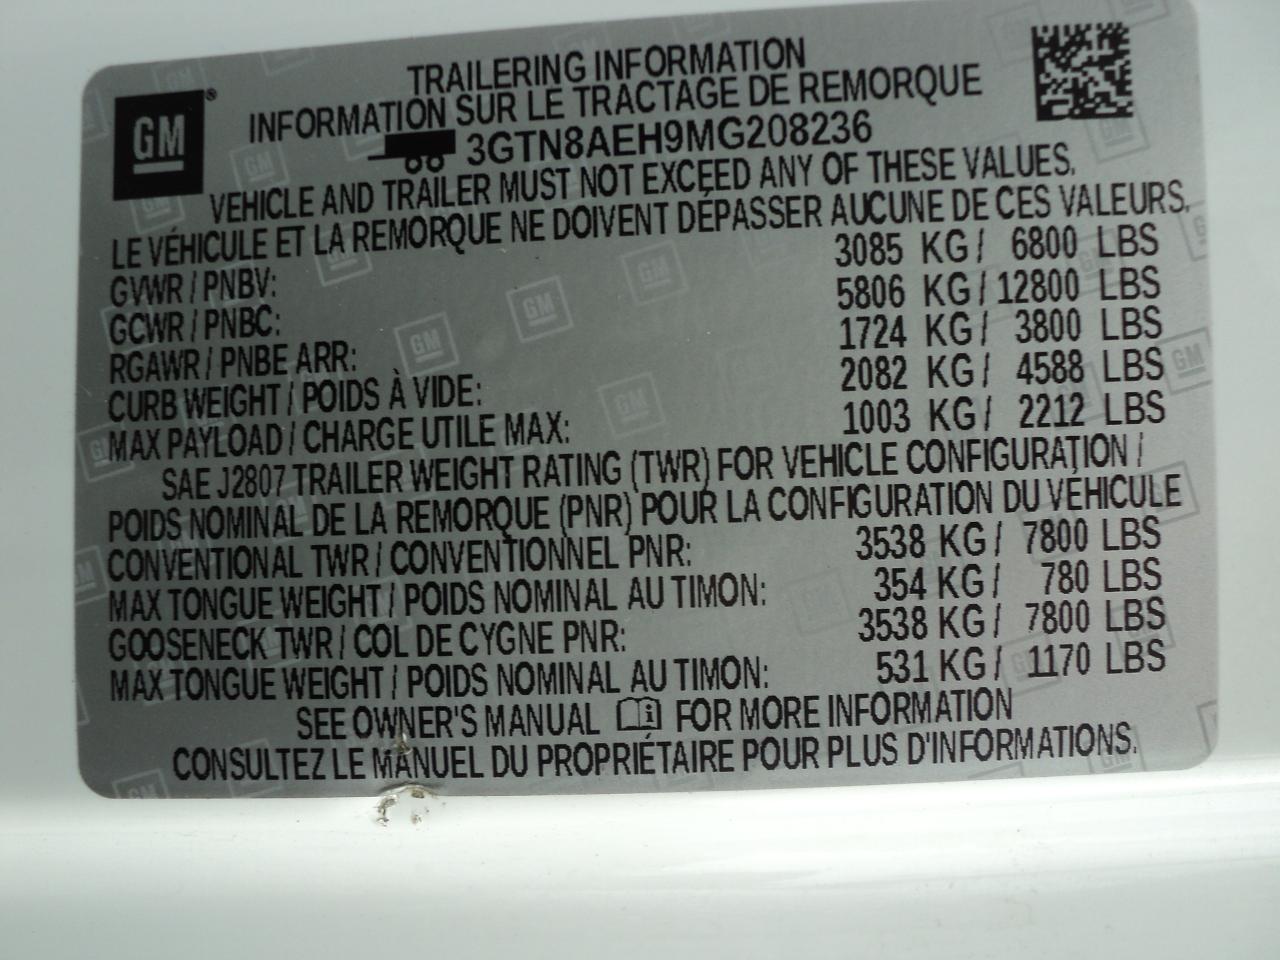 TRAILERING INFORMATION
INFORMATION SUR LE TRACTAGE DE REMORQUE
GM®
3GTN8AEH9MG208236
VEHICLE AND TRAILER MUST NOT EXCEED ANY OF THESE VALUES.
LE VÉHICULE ET LA REMORQUE NE DOIVENT DÉPASSER AUCUNE DE CES VALEURS.
GVWR / PNBV: 3085 KG / 6800 LBS
GCWR / PNBC: 5806 KG / 12800 LBS
RGAWR / PNBE ARR: 1724 KG / 3800 LBS
CURB WEIGHT / POIDS À VIDE: 2082 KG / 4588 LBS
MAX PAYLOAD / CHARGE UTILE MAX: 1003 KG / 2212 LBS
SAE J2807 TRAILER WEIGHT RATING (TWR) FOR VEHICLE CONFIGURATION /
POIDS NOMINAL DE LA REMORQUE (PNR) POUR LA CONFIGURATION DU VÉHICULE
CONVENTIONAL TWR / CONVENTIONNEL PNR: 3538 KG / 7800 LBS
MAX TONGUE WEIGHT / POIDS NOMINAL AU TIMON: 354 KG / 780 LBS
GOOSENECK TWR / COL DE CYGNE PNR: 3538 KG / 7800 LBS
MAX TONGUE WEIGHT / POIDS NOMINAL AU TIMON: 531 KG / 1170 LBS
SEE OWNER'S MANUAL i FOR MORE INFORMATION
CONSULTEZ LE MANUEL DU PROPRIÉTAIRE POUR PLUS D'INFORMATIONS.